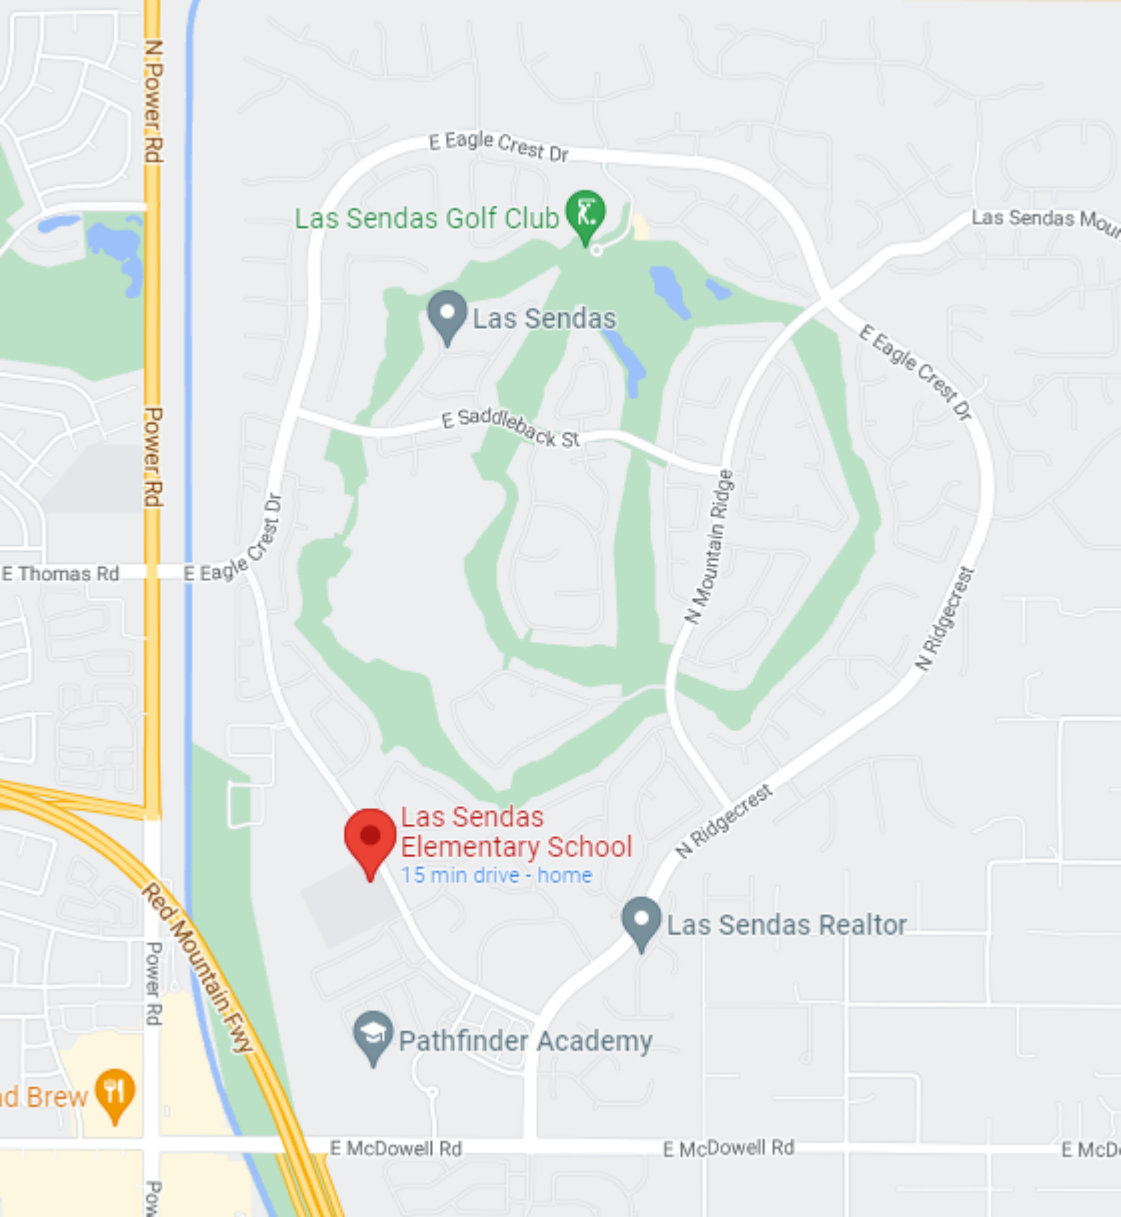 N Power Rd
E Eagle Crest Dr
Las Sendas Golf Club
Las Sendas Mour
Las Sendas
E Eagle Crest Dr
Power Rd
E Saddleback St
N Mountain Ridge
E Eagle Crest Dr
E Thomas Rd
N Ridgecrest
Las Sendas
Elementary School
15 min drive - home
N Ridgecrest
Red Mountain Fwy
Las Sendas Realtor
Power Rd
Pathfinder Academy
d Brew
E McDowell Rd
E McDowell Rd
E McD
Pow